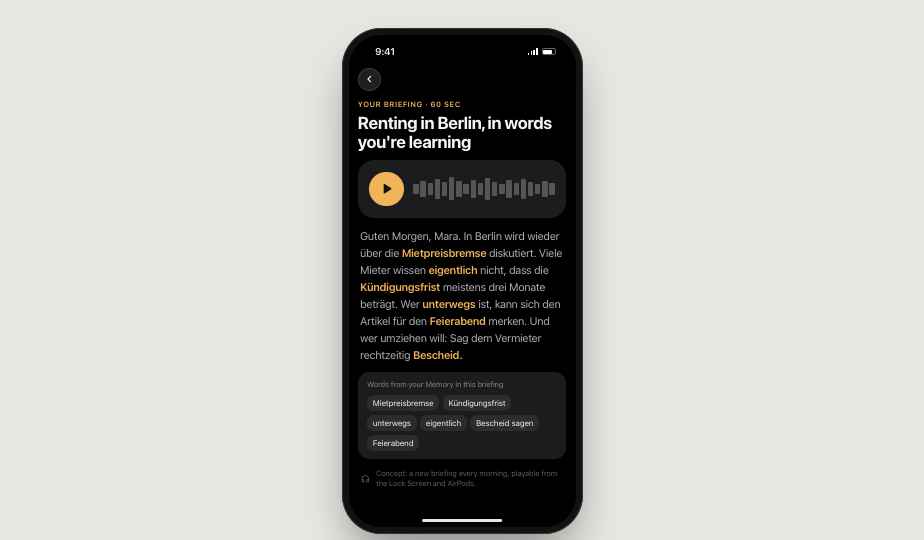 9:41
YOUR BRIEFING · 60 SEC
Renting in Berlin, in words
you're learning
Guten Morgen, Mara. In Berlin wird wieder
über die Mietpreisbremse diskutiert. Viele
Mieter wissen eigentlich nicht, dass die
Kündigungsfrist meistens drei Monate
beträgt. Wer unterwegs ist, kann sich den
Artikel für den Feierabend merken. Und
wer umziehen will: Sag dem Vermieter
rechtzeitig Bescheid.
Words from your Memory in this briefing
Mietpreisbremse Kündigungsfrist
unterwegs eigentlich Bescheid sagen
Feierabend
Concept: a new briefing every morning, playable from
the Lock Screen and AirPods.